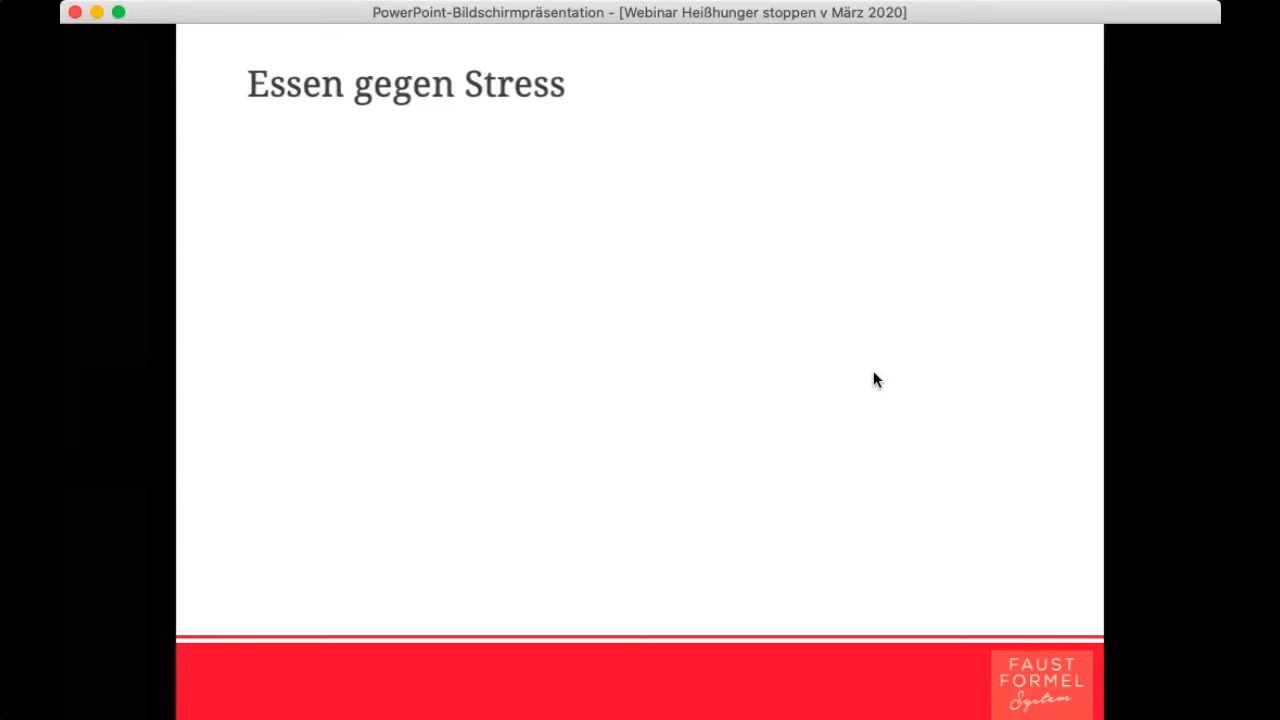 PowerPoint-Bildschirmpräsentation - [Webinar Heißhunger stoppen v März 2020]
Essen gegen Stress
FAUST
FORMEL
System